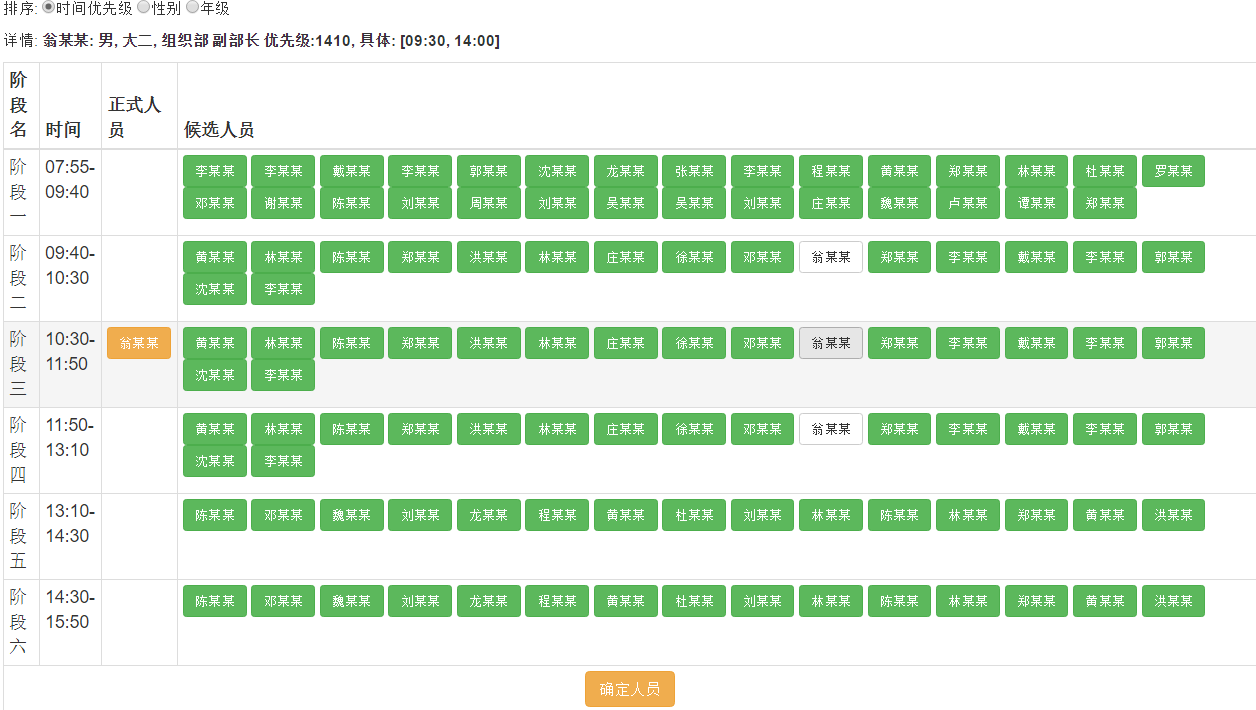 排序: 时间优先级 性别 年级
详情: 翁某某: 男, 大二, 组织部 副部长 优先级:1410, 具体: [09:30, 14:00]
阶段名 时间 正式人员 候选人员
阶段一 07:55-09:40 李某某 李某某 戴某某 李某某 郭某某 沈某某 龙某某 张某某 李某某 程某某 黄某某 郑某某 林某某 杜某某 罗某某
邓某某 谢某某 陈某某 刘某某 周某某 刘某某 吴某某 吴某某 刘某某 庄某某 魏某某 卢某某 谭某某 郑某某
阶段二 09:40-10:30 黄某某 林某某 陈某某 郑某某 洪某某 林某某 庄某某 徐某某 邓某某 翁某某 郑某某 李某某 戴某某 李某某 郭某某
沈某某 李某某
阶段三 10:30-11:50 翁某某 黄某某 林某某 陈某某 郑某某 洪某某 林某某 庄某某 徐某某 邓某某 翁某某 郑某某 李某某 戴某某 李某某 郭某某
沈某某 李某某
阶段四 11:50-13:10 黄某某 林某某 陈某某 郑某某 洪某某 林某某 庄某某 徐某某 邓某某 翁某某 郑某某 李某某 戴某某 李某某 郭某某
沈某某 李某某
阶段五 13:10-14:30 陈某某 邓某某 魏某某 刘某某 龙某某 程某某 黄某某 杜某某 刘某某 林某某 陈某某 林某某 郑某某 黄某某 洪某某
阶段六 14:30-15:50 陈某某 邓某某 魏某某 刘某某 龙某某 程某某 黄某某 杜某某 刘某某 林某某 陈某某 林某某 郑某某 黄某某 洪某某
确定人员